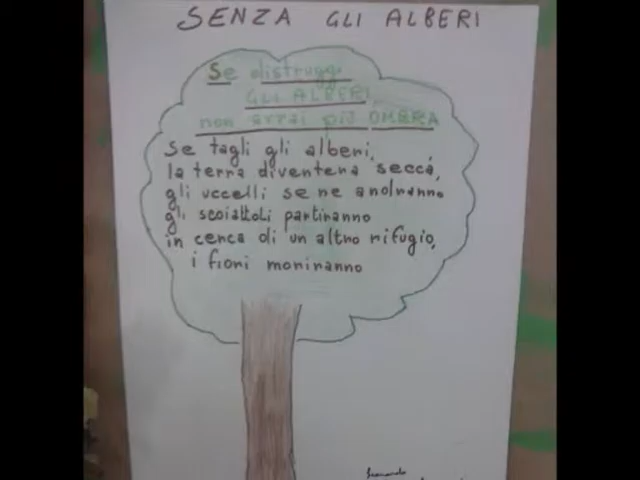 SENZA GLI ALBERI
Se distruggi
GLI ALBERI
non avrai più OMBRA
Se tagli gli alberi,
la terra diventerà secca,
gli uccelli se ne andranno
gli scoiattoli partiranno
in cerca di un altro rifugio,
i fiori moriranno